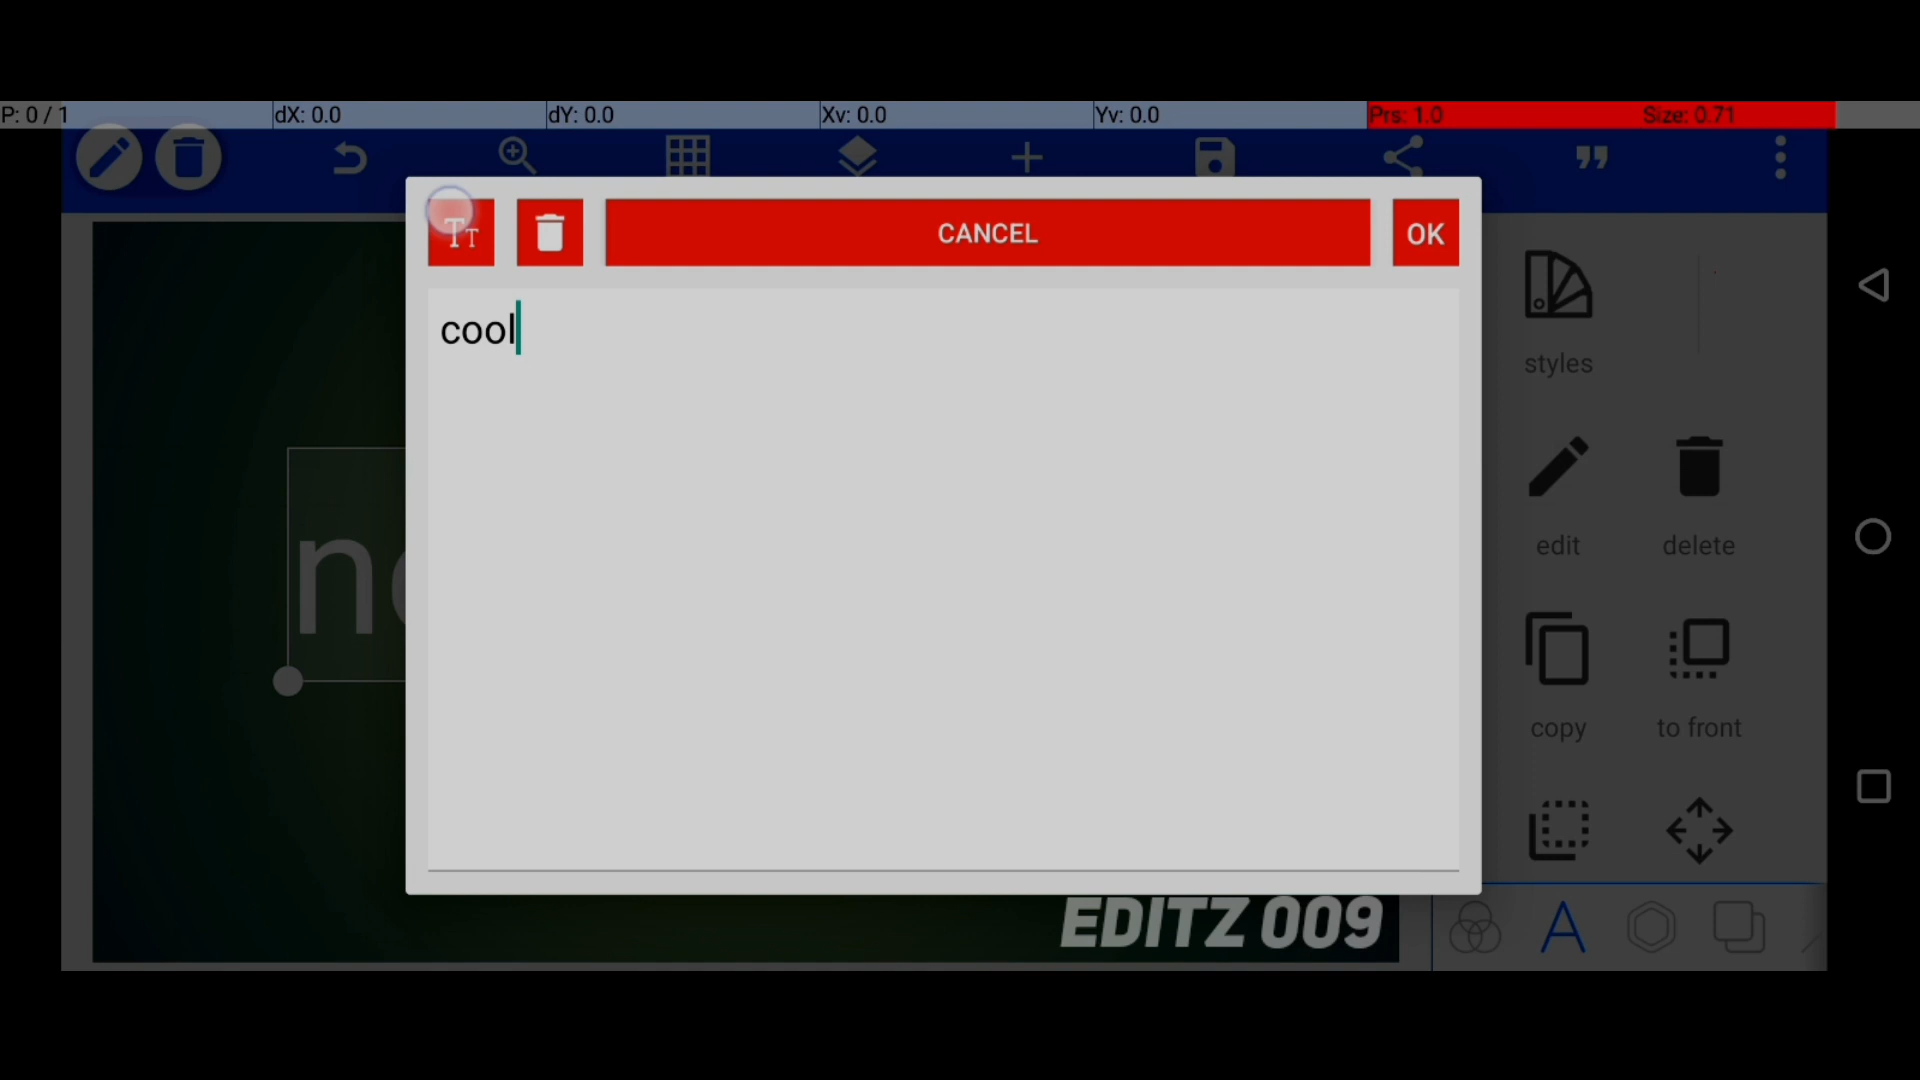 P: 0 / 1 dX: 0.0 dY: 0.0 Xv: 0.0 Yv: 0.0 Prs: 1.0 Size: 0.71
TT CANCEL OK
cool
styles
n
edit delete
copy to front
EDITZ 009
A